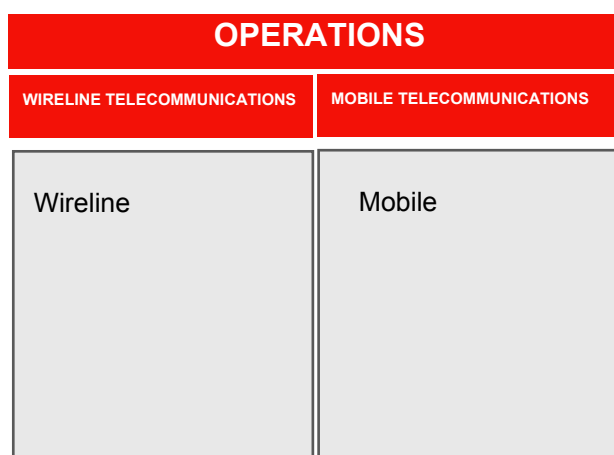 OPERATIONS
WIRELINE TELECOMMUNICATIONS
MOBILE TELECOMMUNICATIONS
Wireline
Mobile